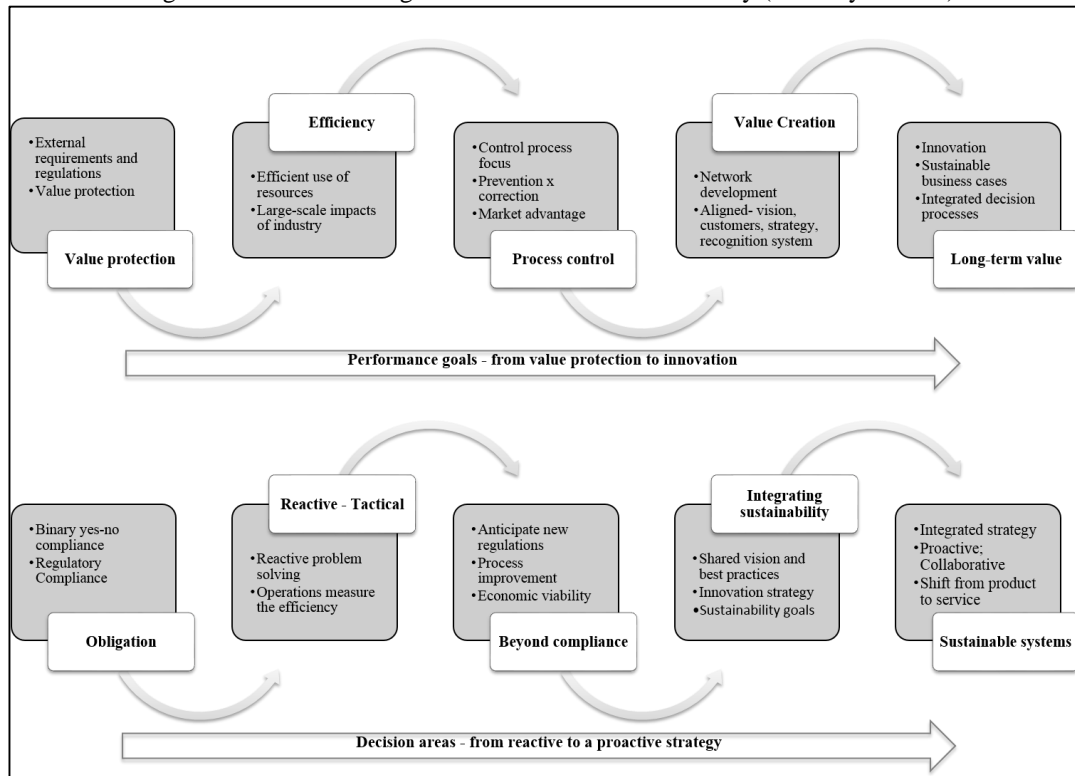 External
requirements and
regulations
•Value protection
Value protection
Efficiency
•Efficient use of
resources
•Large-scale impacts
of industry
•Control process
focus
•Prevention x
correction
•Market advantage
Process control
Value Creation
•Network
development
•Aligned- vision,
customers, strategy,
recognition system
•Innovation
•Sustainable
business cases
•Integrated decision
processes
Long-term value
Performance goals - from value protection to innovation
•Binary yes-no
compliance
•Regulatory
Compliance
Obligation
Reactive - Tactical
•Reactive problem
solving
•Operations measure
the efficiency
•Anticipate new
regulations
•Process
improvement
•Economic viability
Beyond compliance
Integrating
sustainability
•Shared vision and
best practices
•Innovation strategy
•Sustainability goals
•Integrated strategy
•Proactive;
Collaborative
•Shift from product
to service
Sustainable systems
Decision areas - from reactive to a proactive strategy